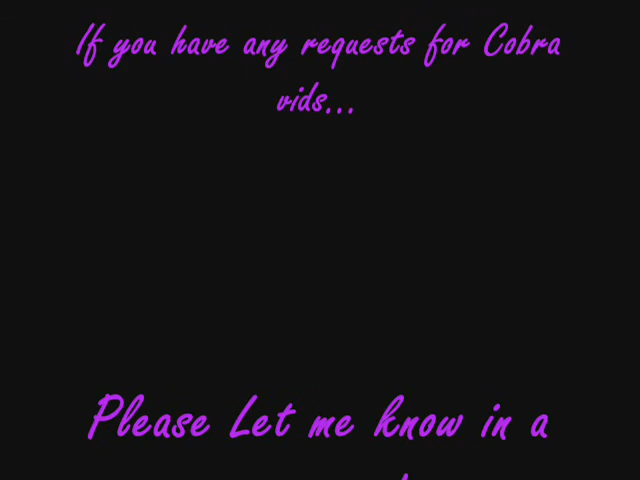 If you have any requests for Cobra
vids...
Please Let me know in a